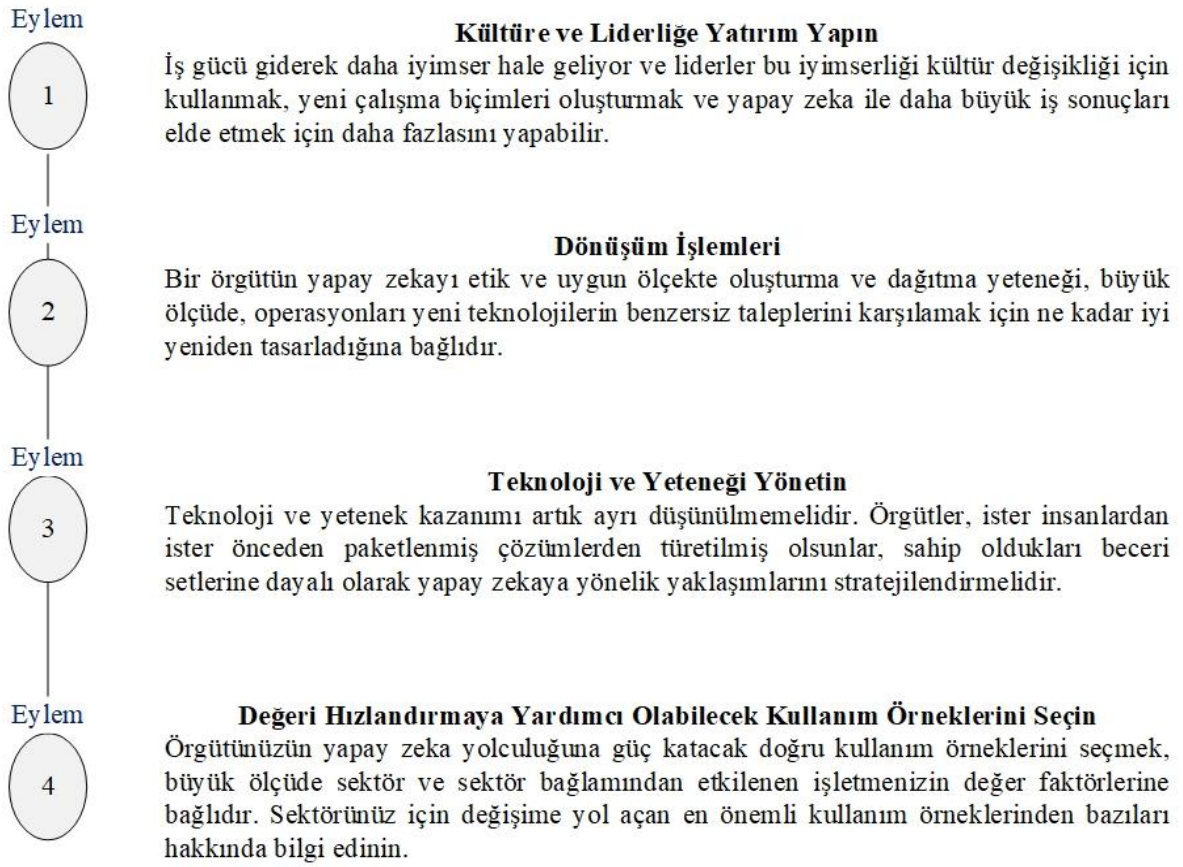 Eylem
1
Kültüre ve Liderliğe Yatırım Yapın
İş gücü giderek daha iyimser hale geliyor ve liderler bu iyimserliği kültür değişikliği için
kullanmak, yeni çalışma biçimleri oluşturmak ve yapay zeka ile daha büyük iş sonuçları
elde etmek için daha fazlasını yapabilir.
Eylem
2
Dönüşüm İşlemleri
Bir örgütün yapay zekayı etik ve uygun ölçekte oluşturma ve dağıtma yeteneği, büyük
ölçüde, operasyonları yeni teknolojilerin benzersiz taleplerini karşılamak için ne kadar iyi
yeniden tasarladığına bağlıdır.
Eylem
3
Teknoloji ve Yeteneği Yönetin
Teknoloji ve yetenek kazanımı artık ayrı düşünülmemelidir. Örgütler, ister insanlardan
ister önceden paketlenmiş çözümlerden türetilmiş olsunlar, sahip oldukları beceri
setlerine dayalı olarak yapay zekaya yönelik yaklaşımlarını stratejilendirmelidir.
Eylem
4
Değeri Hızlandırmaya Yardımcı Olabilecek Kullanım Örneklerini Seçin
Örgütünüzün yapay zeka yolculuğuna güç katacak doğru kullanım örneklerini seçmek,
büyük ölçüde sektör ve sektör bağlamından etkilenen işletmenizin değer faktörlerine
bağlıdır. Sektörünüz için değişime yol açan en önemli kullanım örneklerinden bazıları
hakkında bilgi edinin.